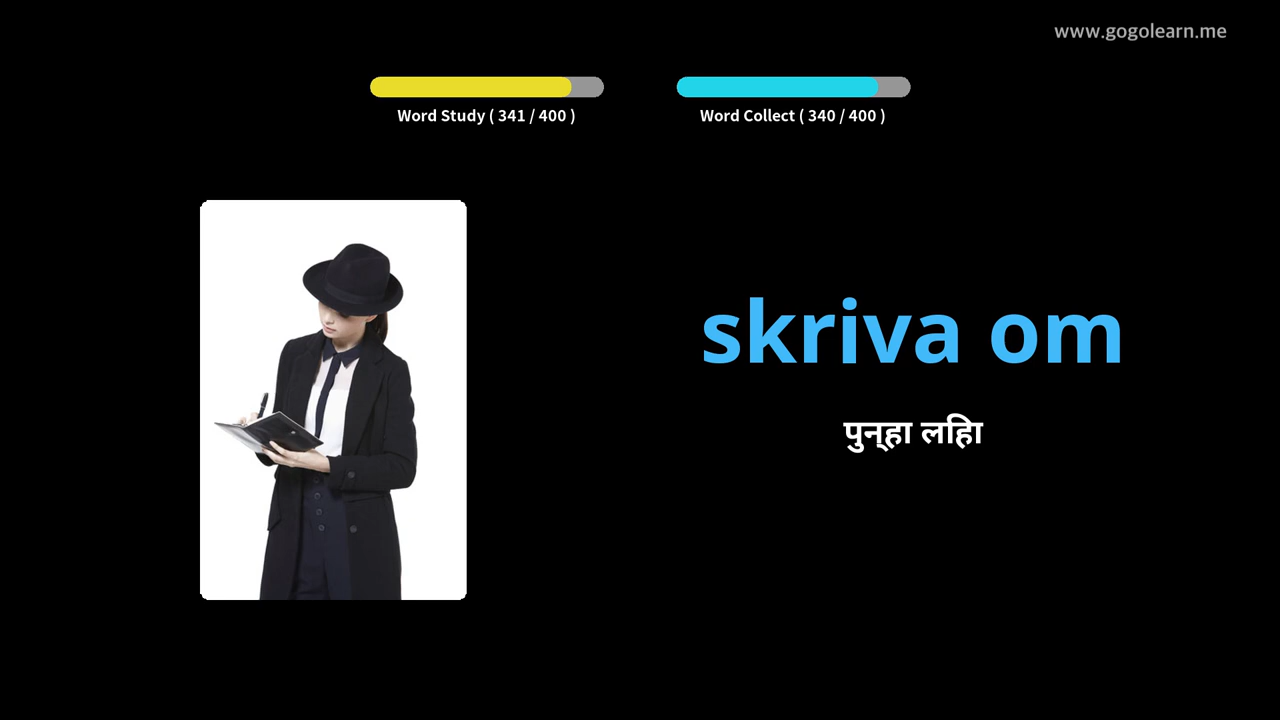 www.gogolearn.me
Word Study ( 341 / 400 )
Word Collect ( 340 / 400 )
skriva om
पुन्हा लिहा